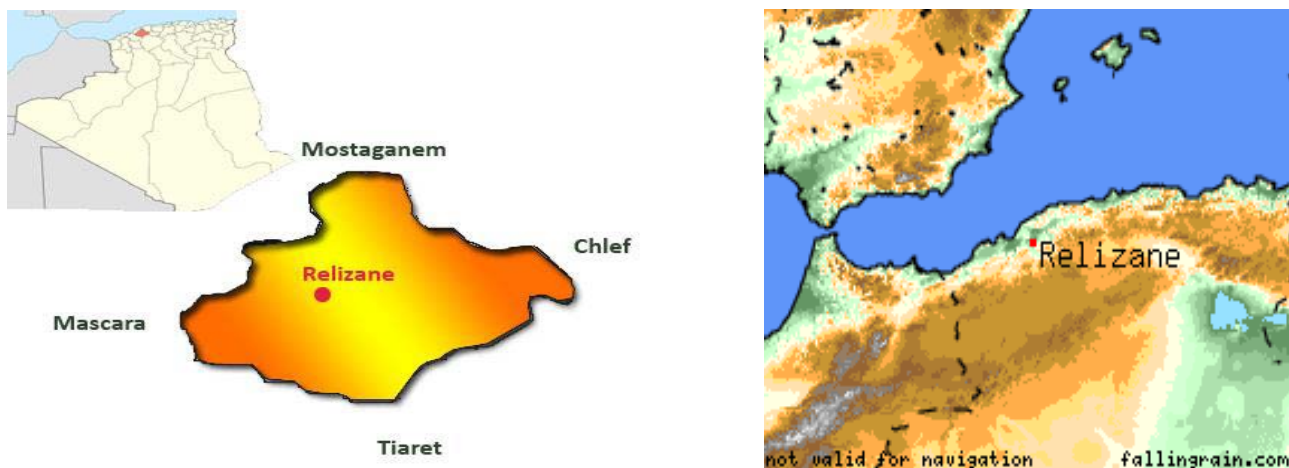 Mostaganem
Chlef
Relizane
Mascara
Tiaret
Relizane
not valid for navigation
fallingrain.com